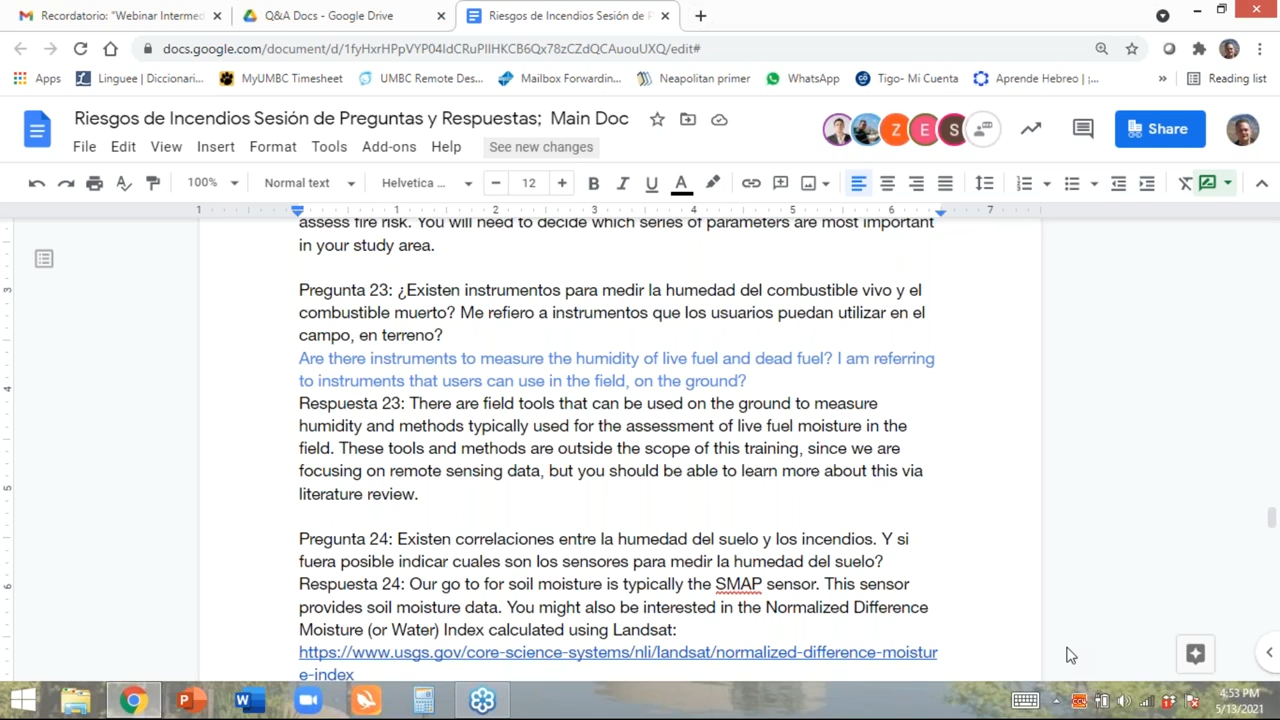 Recordatorio: "Webinar Intermed
Q&A Docs - Google Drive
Riesgos de Incendios Sesión de P
docs.google.com/document/d/1fyHxrHPpVYP04IdCRuPIIHKCB6Qx78zCZdQCAuouUXQ/edit#
Apps
Linguee | Diccionari...
MyUMBC Timesheet
UMBC Remote Des...
Mailbox Forwardin...
Neapolitan primer
WhatsApp
Tigo- Mi Cuenta
Aprende Hebreo | ¡...
»
Reading list
Riesgos de Incendios Sesión de Preguntas y Respuestas; Main Doc
Z E S
Share
File Edit View Insert Format Tools Add-ons Help See new changes
100% Normal text Helvetica ... 12 B I U A
1 1 2 3 4 5 6 7
assess fire risk. You will need to decide which series of parameters are most important
in your study area.
3
Pregunta 23: ¿Existen instrumentos para medir la humedad del combustible vivo y el
combustible muerto? Me refiero a instrumentos que los usuarios puedan utilizar en el
campo, en terreno?
Are there instruments to measure the humidity of live fuel and dead fuel? I am referring
to instruments that users can use in the field, on the ground?
4
Respuesta 23: There are field tools that can be used on the ground to measure
humidity and methods typically used for the assessment of live fuel moisture in the
field. These tools and methods are outside the scope of this training, since we are
focusing on remote sensing data, but you should be able to learn more about this via
5
literature review.
Pregunta 24: Existen correlaciones entre la humedad del suelo y los incendios. Y si
fuera posible indicar cuales son los sensores para medir la humedad del suelo?
6
Respuesta 24: Our go to for soil moisture is typically the SMAP sensor. This sensor
provides soil moisture data. You might also be interested in the Normalized Difference
Moisture (or Water) Index calculated using Landsat:
https://www.usgs.gov/core-science-systems/nli/landsat/normalized-difference-moistur
e-index
4:53 PM
5/13/2021